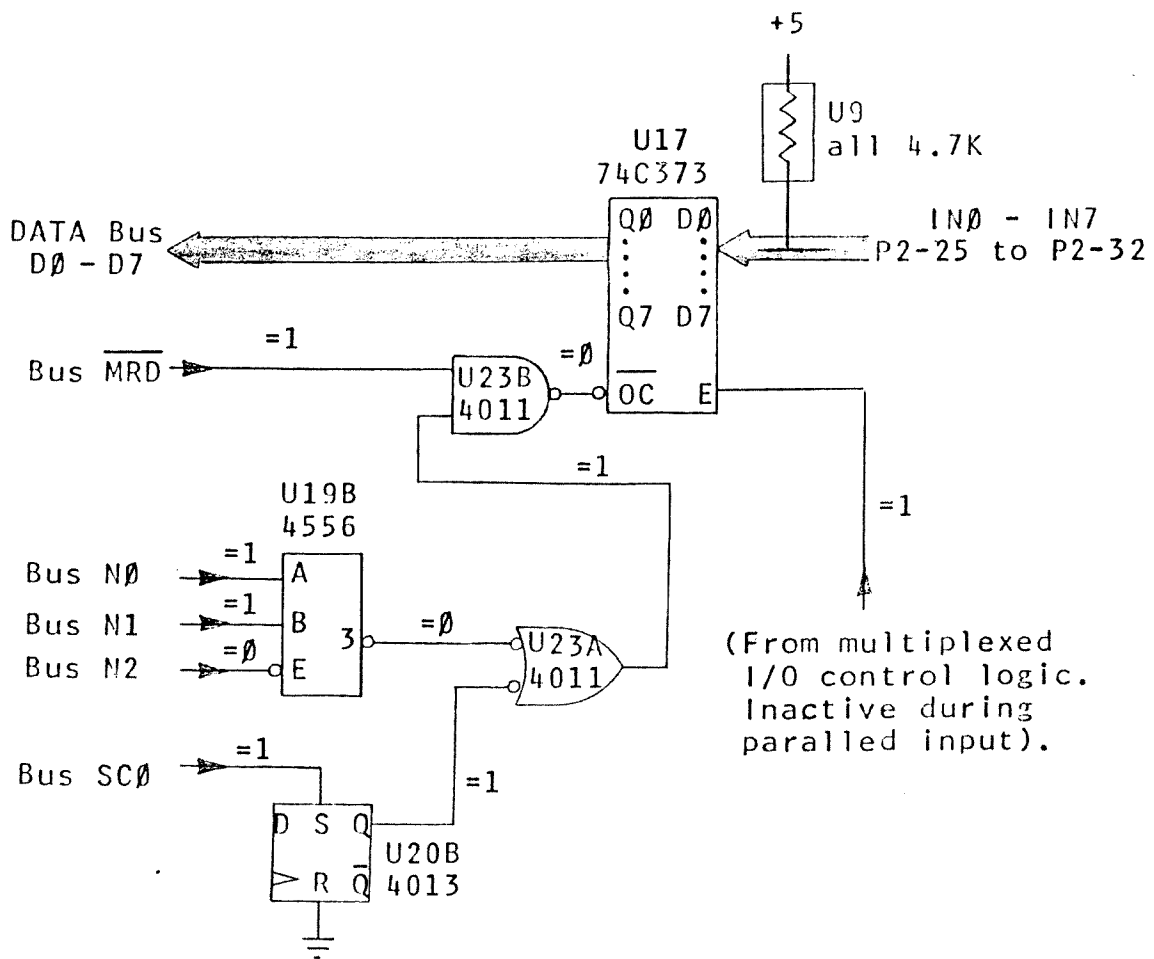 +5
U9
all 4.7K
U17
74C373
QØ DØ
Q7 D7
OC E
DATA Bus
DØ - D7
INØ - IN7
P2-25 to P2-32
Bus MRD
=1
=Ø
U23B
4011
=1
=1
U19B
4556
Bus NØ
=1
A
Bus N1
=1
B
3
=Ø
Bus N2
=Ø
E
U23A
4011
(From multiplexed
I/O control logic.
Inactive during
paralled input).
Bus SCØ
=1
=1
D S Q
R Q
U20B
4013